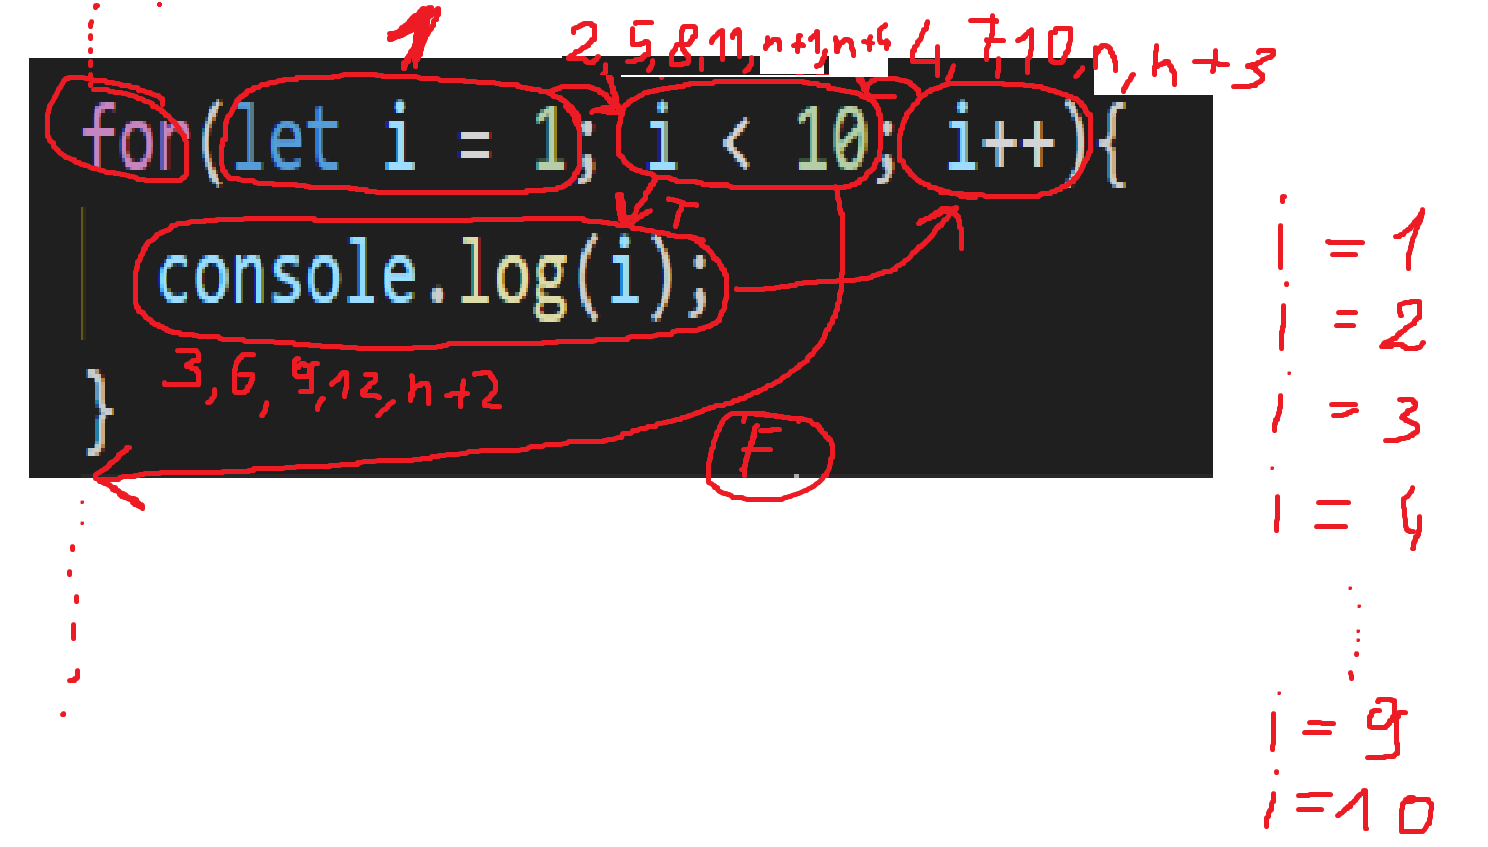 1 2,5,8,11,n+1,n+4 4,7,10,n,n+3
for(let i = 1; i < 10; i++){
T
console.log(i);
3,6,9,12,n+2
}
F
i = 1
i = 2
i = 3
i = 4
i = 9
i = 10